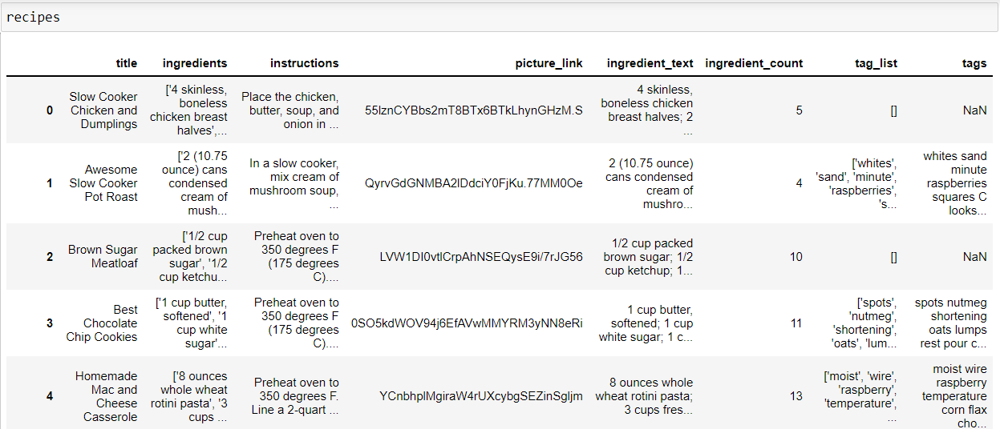 recipes
title ingredients instructions picture_link ingredient_text ingredient_count tag_list tags
0 Slow Cooker Chicken and Dumplings ['4 skinless, boneless chicken breast halves',... Place the chicken, butter, soup, and onion in ... 55lznCYBbs2mT8BTx6BTkLhynGHzM.S 4 skinless, boneless chicken breast halves; 2 ... 5 [] NaN
1 Awesome Slow Cooker Pot Roast ['2 (10.75 ounce) cans condensed cream of mush... In a slow cooker, mix cream of mushroom soup, ... QyrvGdGNMBA2lDdciY0FjKu.77MM0Oe 2 (10.75 ounce) cans condensed cream of mushro... 4 ['whites', 'sand', 'minute', 'raspberries', 's... whites sand minute raspberries squares C looks...
2 Brown Sugar Meatloaf ['1/2 cup packed brown sugar', '1/2 cup ketchu... Preheat oven to 350 degrees F (175 degrees C).... LVW1DI0vtlCrpAhNSEQysE9i/7rJG56 1/2 cup packed brown sugar; 1/2 cup ketchup; 1... 10 [] NaN
3 Best Chocolate Chip Cookies ['1 cup butter, softened', '1 cup white sugar'... Preheat oven to 350 degrees F (175 degrees C).... 0SO5kdWOV94j6EfAVwMMYRM3yNN8eRi 1 cup butter, softened; 1 cup white sugar; 1 c... 11 ['spots', 'nutmeg', 'shortening', 'oats', 'lum... spots nutmeg shortening oats lumps rest pour c...
4 Homemade Mac and Cheese Casserole ['8 ounces whole wheat rotini pasta', '3 cups ... Preheat oven to 350 degrees F. Line a 2-quart ... YCnbhplMgiraW4rUXcybgSEZinSgljm 8 ounces whole wheat rotini pasta; 3 cups fres... 13 ['moist', 'wire', 'raspberry', 'temperature', ... moist wire raspberry temperature corn flax cho...